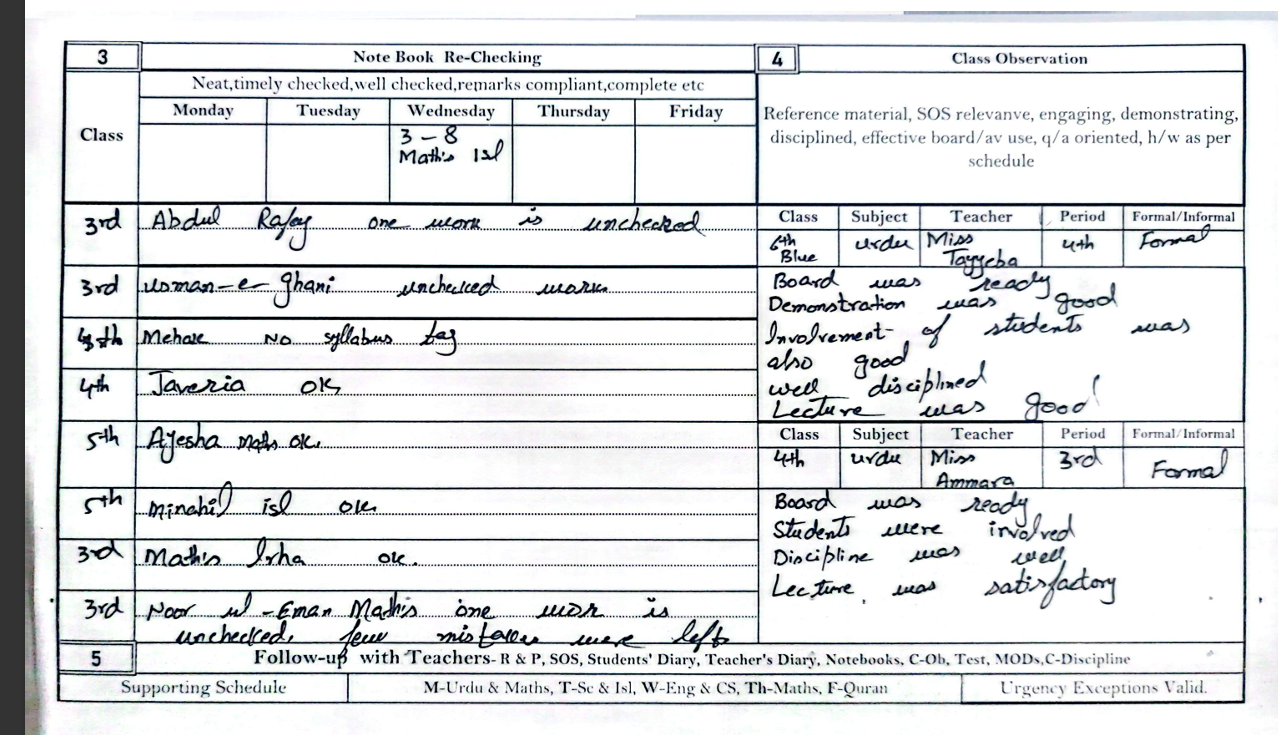 3 Note Book Re-Checking
Neat,timely checked,well checked,remarks compliant,complete etc
Class Monday Tuesday Wednesday Thursday Friday
3 – 8
Maths Isl
3rd Abdul Rafay one work is unchecked
3rd usman-e-Ghani unchecked work
4th Mehak No syllabus tag
4th Javeria OK
5th Ayesha Maths OK.
5th Minahil isl OK
3rd Maths Irha OK.
3rd Noor ul-Eman Maths one work is
unchecked, few mistakes were left
4 Class Observation
Reference material, SOS relevanve, engaging, demonstrating,
disciplined, effective board/av use, q/a oriented, h/w as per
schedule
Class Subject Teacher Period Formal/Informal
6th Blue urdu Miss Tayyeba 4th Formal
Board was ready
Demonstration was good
Involvement of students was
also good
well disciplined
Lecture was good
Class Subject Teacher Period Formal/Informal
4th urdu Miss Ammara 3rd Formal
Board was ready
Students were involved
Discipline was well
Lecture was satisfactory
5 Follow-up with Teachers- R & P, SOS, Students' Diary, Teacher's Diary, Notebooks, C-Ob, Test, MODs,C-Discipline
Supporting Schedule M-Urdu & Maths, T-Sc & Isl, W-Eng & CS, Th-Maths, F-Quran Urgency Exceptions Valid.